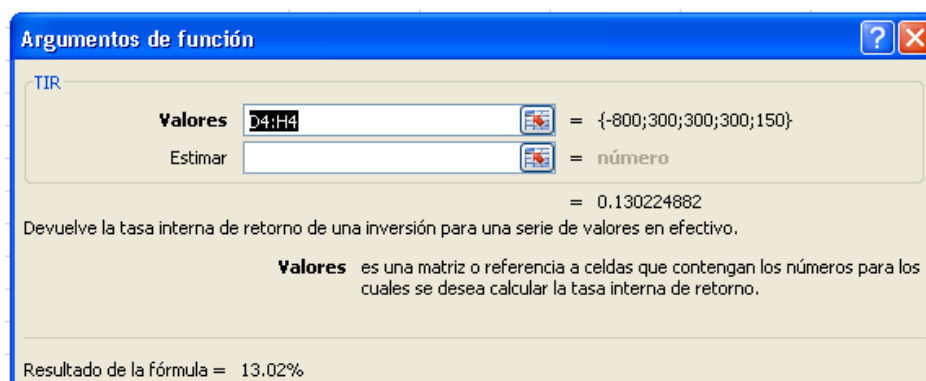 Argumentos de función
TIR
Valores D4:H4 = {-800;300;300;300;150}
Estimar = número
= 0.130224882
Devuelve la tasa interna de retorno de una inversión para una serie de valores en efectivo.
Valores es una matriz o referencia a celdas que contengan los números para los
cuales se desea calcular la tasa interna de retorno.
Resultado de la fórmula = 13.02%